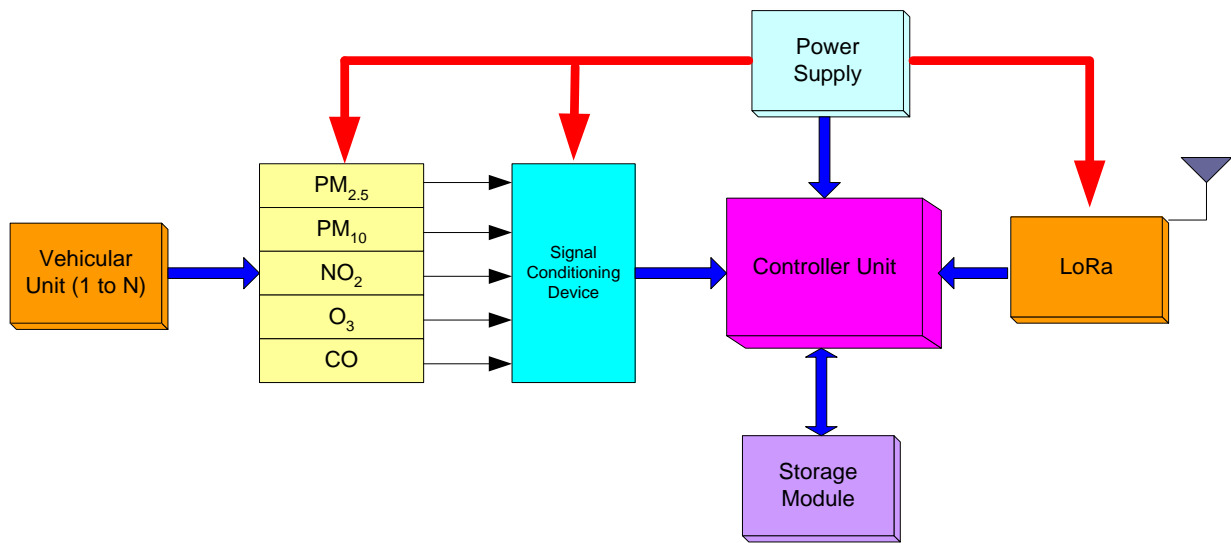 Power
Supply
PM2.5
PM10
NO2
O3
CO
Vehicular
Unit (1 to N)
Signal
Conditioning
Device
Controller Unit
LoRa
Storage
Module